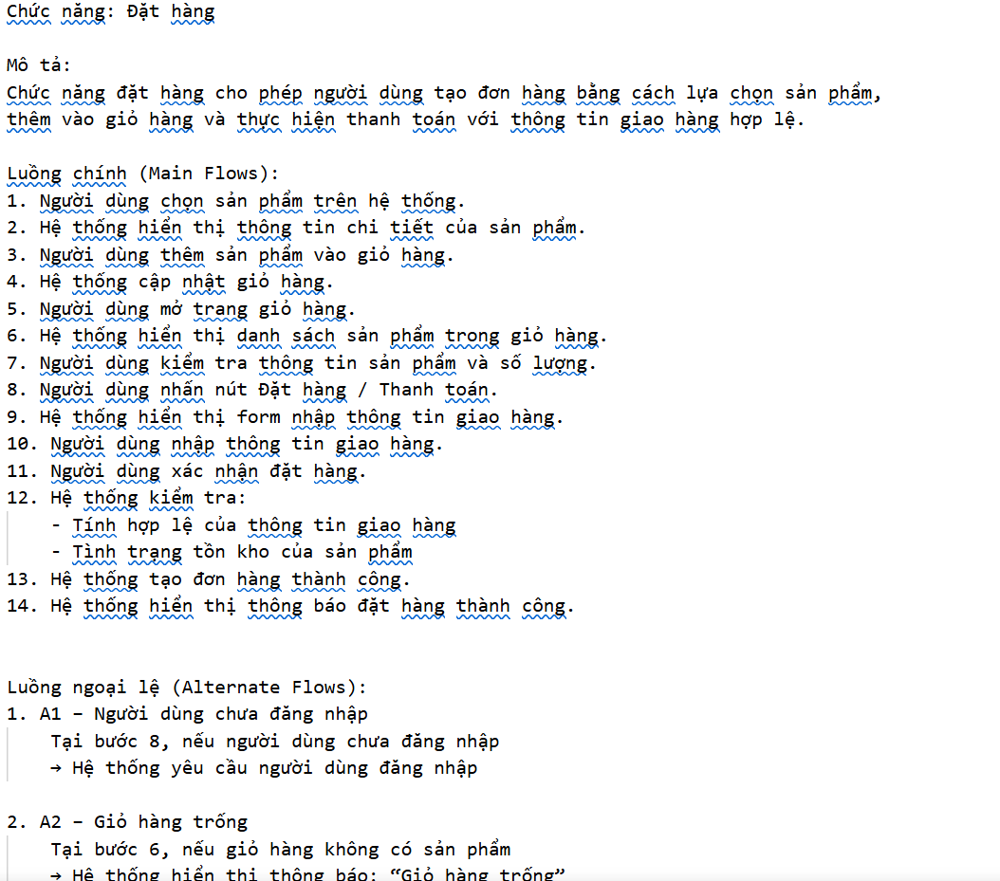 Chức năng: Đặt hàng
Mô tả:
Chức năng đặt hàng cho phép người dùng tạo đơn hàng bằng cách lựa chọn sản phẩm,
thêm vào giỏ hàng và thực hiện thanh toán với thông tin giao hàng hợp lệ.
Luồng chính (Main Flows):
1. Người dùng chọn sản phẩm trên hệ thống.
2. Hệ thống hiển thị thông tin chi tiết của sản phẩm.
3. Người dùng thêm sản phẩm vào giỏ hàng.
4. Hệ thống cập nhật giỏ hàng.
5. Người dùng mở trang giỏ hàng.
6. Hệ thống hiển thị danh sách sản phẩm trong giỏ hàng.
7. Người dùng kiểm tra thông tin sản phẩm và số lượng.
8. Người dùng nhấn nút Đặt hàng / Thanh toán.
9. Hệ thống hiển thị form nhập thông tin giao hàng.
10. Người dùng nhập thông tin giao hàng.
11. Người dùng xác nhận đặt hàng.
12. Hệ thống kiểm tra:
- Tính hợp lệ của thông tin giao hàng
- Tình trạng tồn kho của sản phẩm
13. Hệ thống tạo đơn hàng thành công.
14. Hệ thống hiển thị thông báo đặt hàng thành công.
Luồng ngoại lệ (Alternate Flows):
1. A1 – Người dùng chưa đăng nhập
Tại bước 8, nếu người dùng chưa đăng nhập
→ Hệ thống yêu cầu người dùng đăng nhập
2. A2 – Giỏ hàng trống
Tại bước 6, nếu giỏ hàng không có sản phẩm
→ Hệ thống hiển thị thông báo: “Giỏ hàng trống”